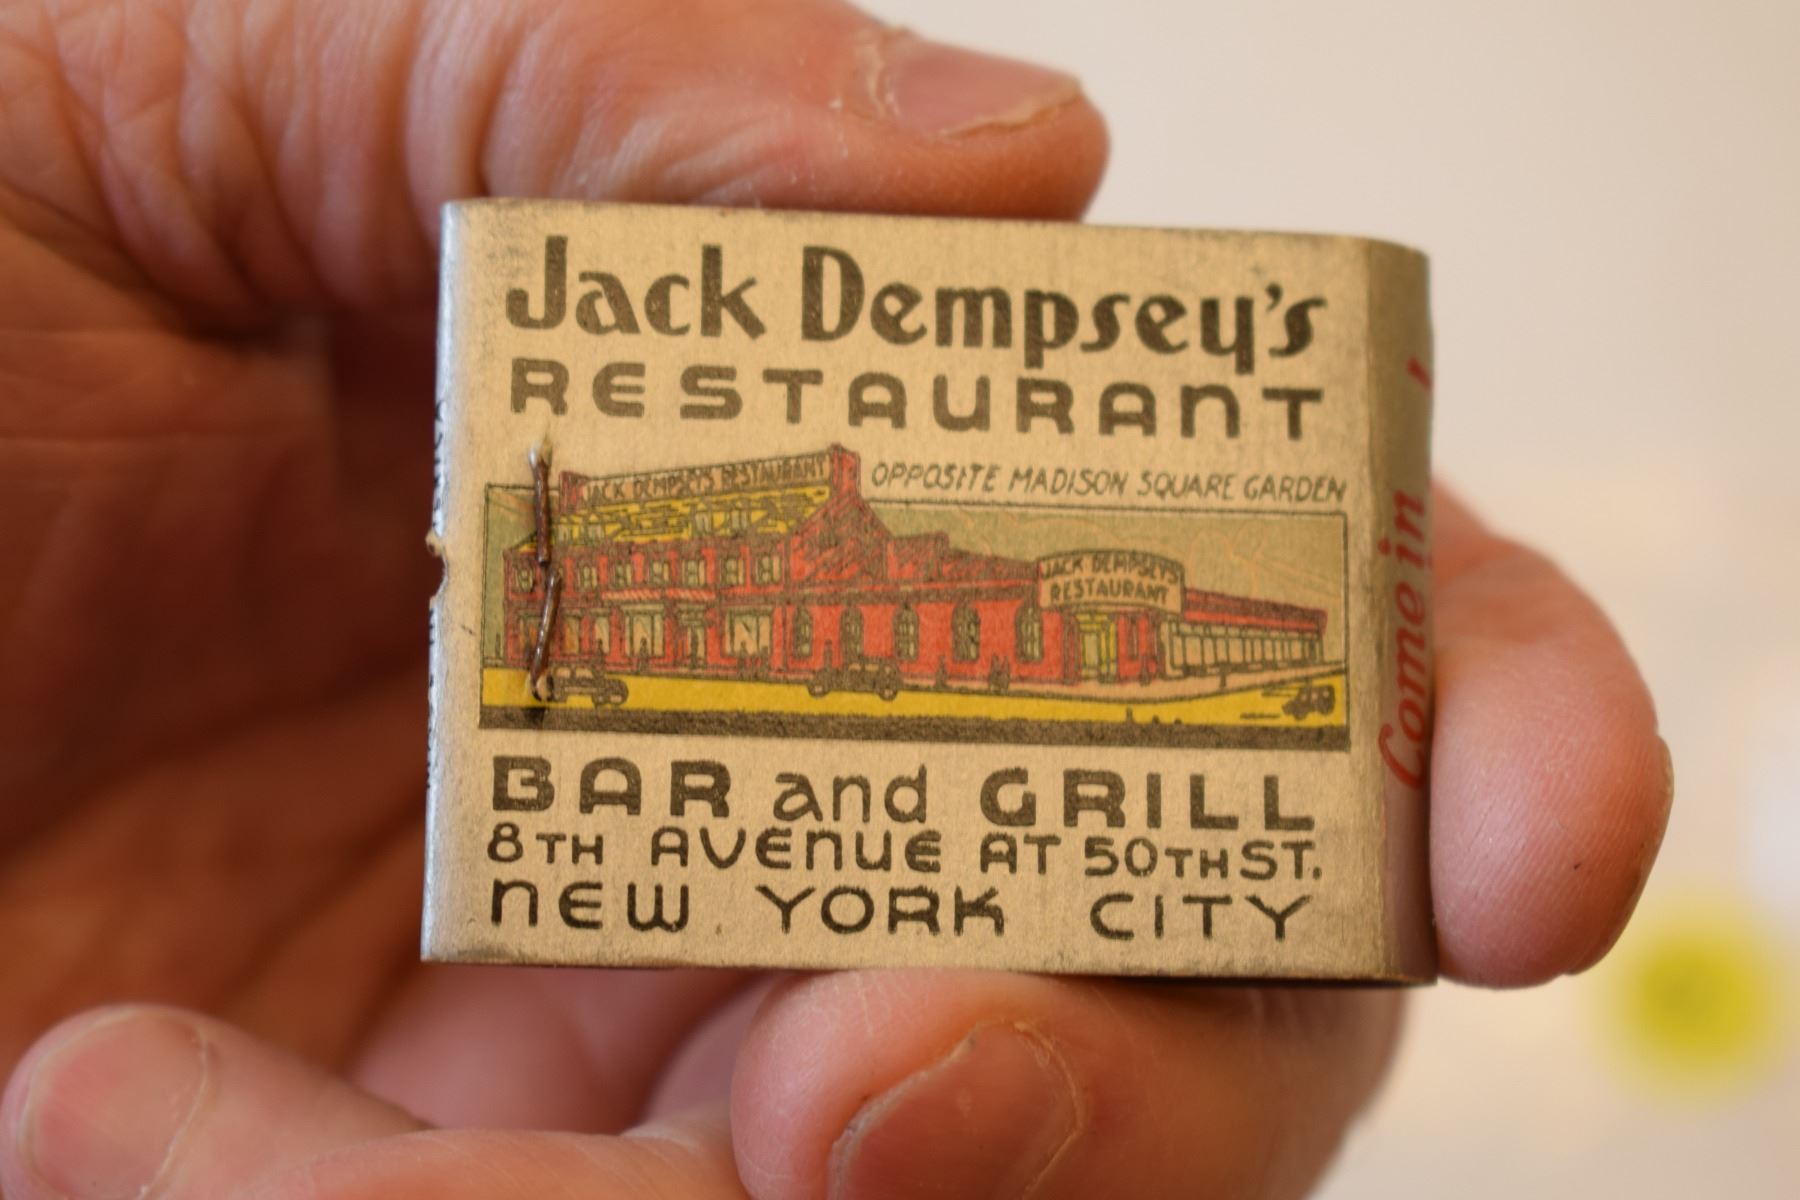 Jack Dempsey's
RESTAURANT
JACK DEMPSEY'S RESTAURANT
OPPOSITE MADISON SQUARE GARDEN
JACK DEMPSEY'S
RESTAURANT
BAR and GRILL
8TH AVENUE AT 50TH ST.
NEW YORK CITY
Come in !